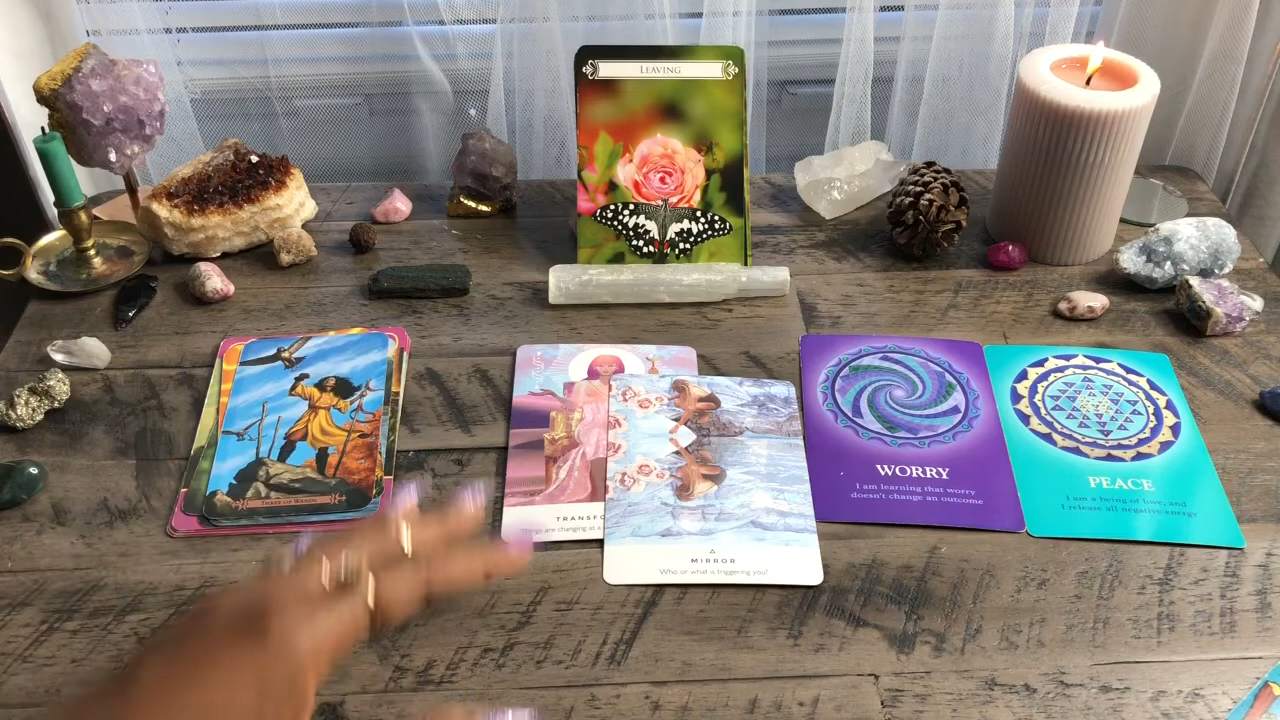 LEAVING
THREE OF WANDS
TRANSFO
Things are changing at a
MIRROR
Who or what is triggering you?
WORRY
I am learning that worry
doesn't change an outcome
PEACE
I am a being of love, and
I release all negative energy